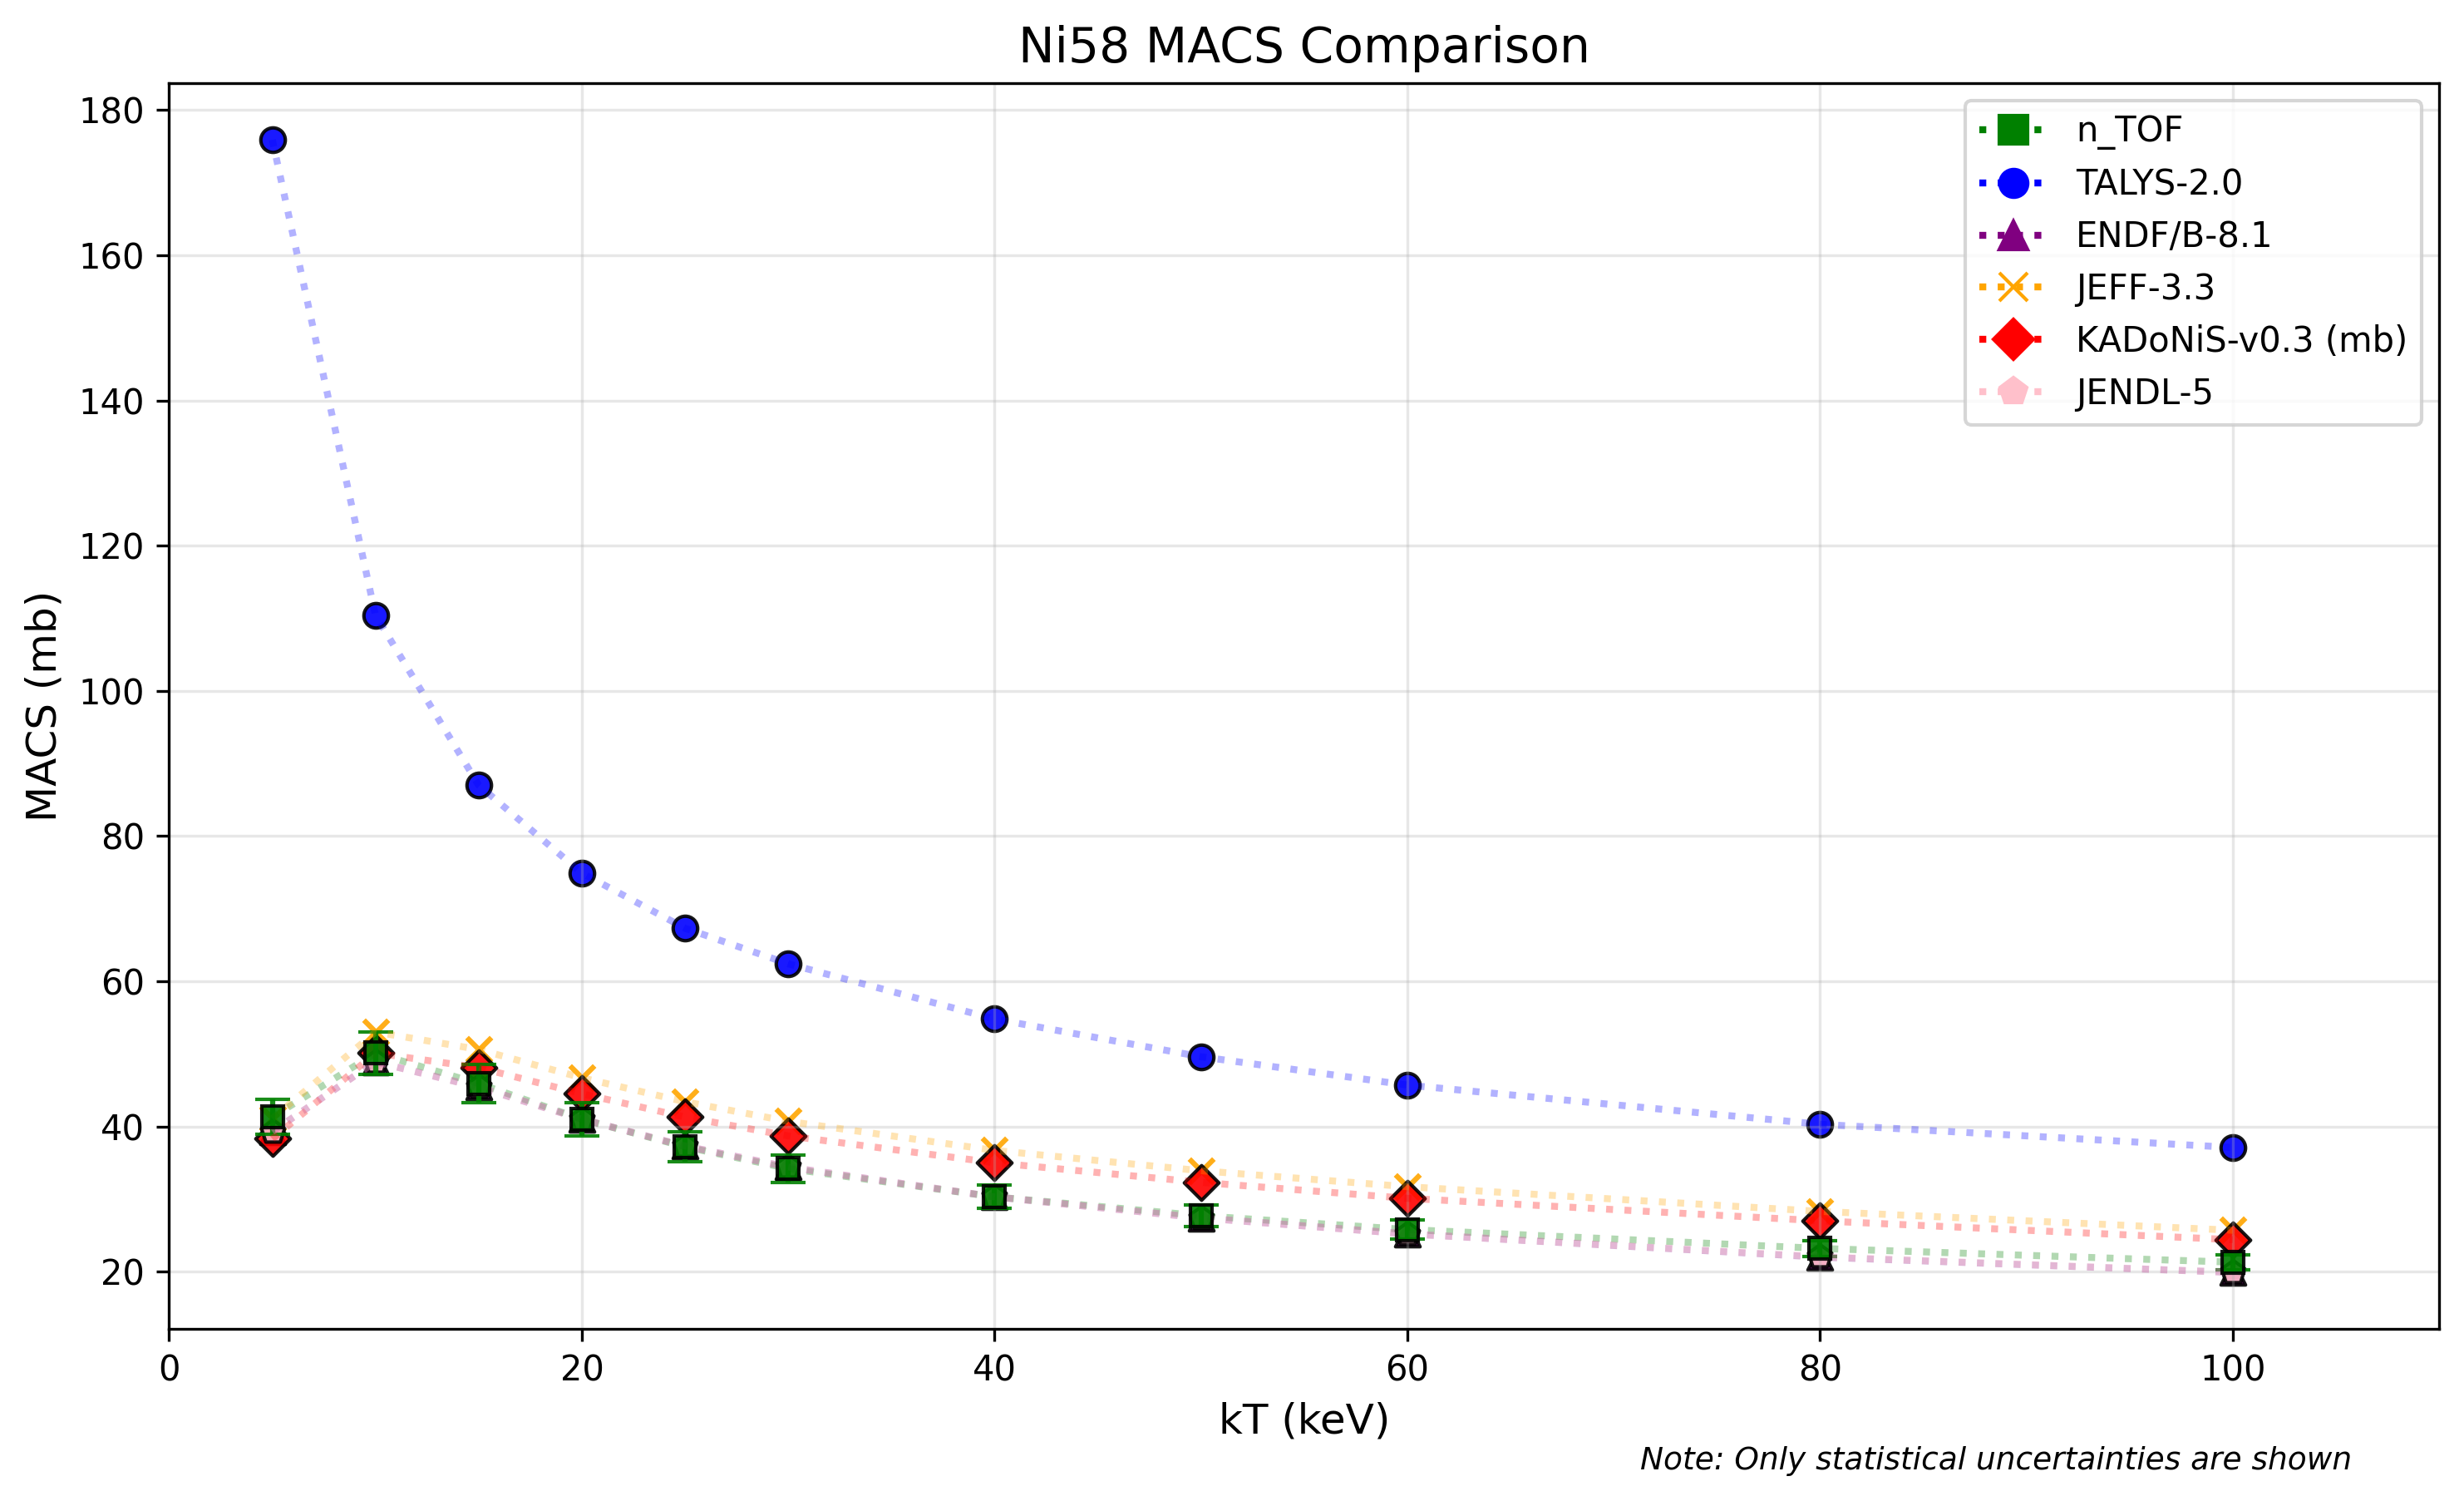 Ni58 MACS Comparison
180
160
140
120
100
80
60
40
20
MACS (mb)
n_TOF
TALYS-2.0
ENDF/B-8.1
JEFF-3.3
KADoNiS-v0.3 (mb)
JENDL-5
0 20 40 60 80 100
kT (keV)
Note: Only statistical uncertainties are shown